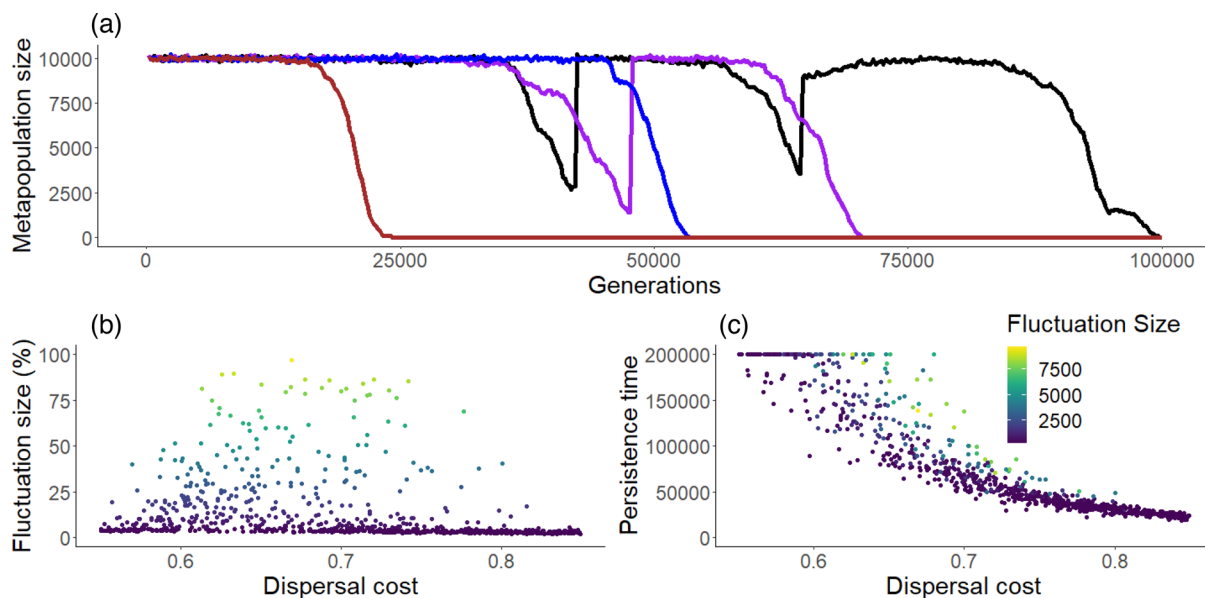 (a)
Metapopulation size
10000
7500
5000
2500
0
0 25000 50000 75000 100000
Generations
(b)
Fluctuation size (%)
100
75
50
25
0
0.6 0.7 0.8
Dispersal cost
(c)
Persistence time
200000
150000
100000
50000
0
0.6 0.7 0.8
Dispersal cost
Fluctuation Size
7500
5000
2500